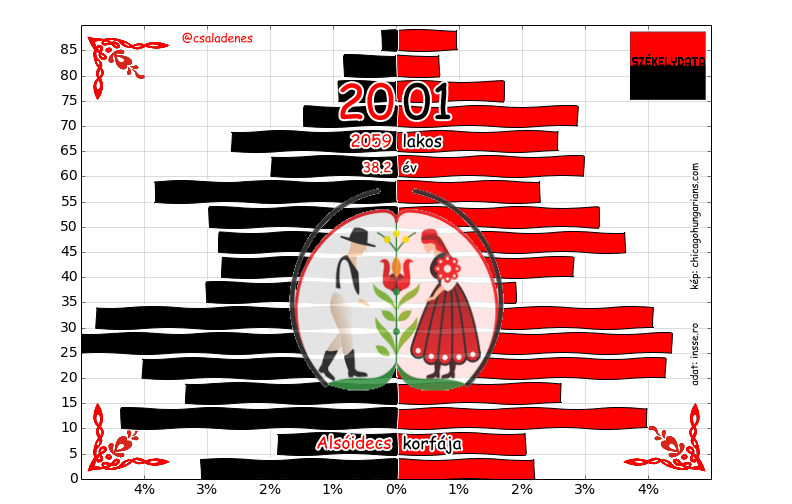 @csaladenes
SZÉKELYDATA
2001
2059 lakos
38.2 év
kép: chicagohungarians.com
adat: insse.ro
Alsóidecs korfája
85
80
75
70
65
60
55
50
45
40
35
30
25
20
15
10
5
0
4% 3% 2% 1% 0% 1% 2% 3% 4%